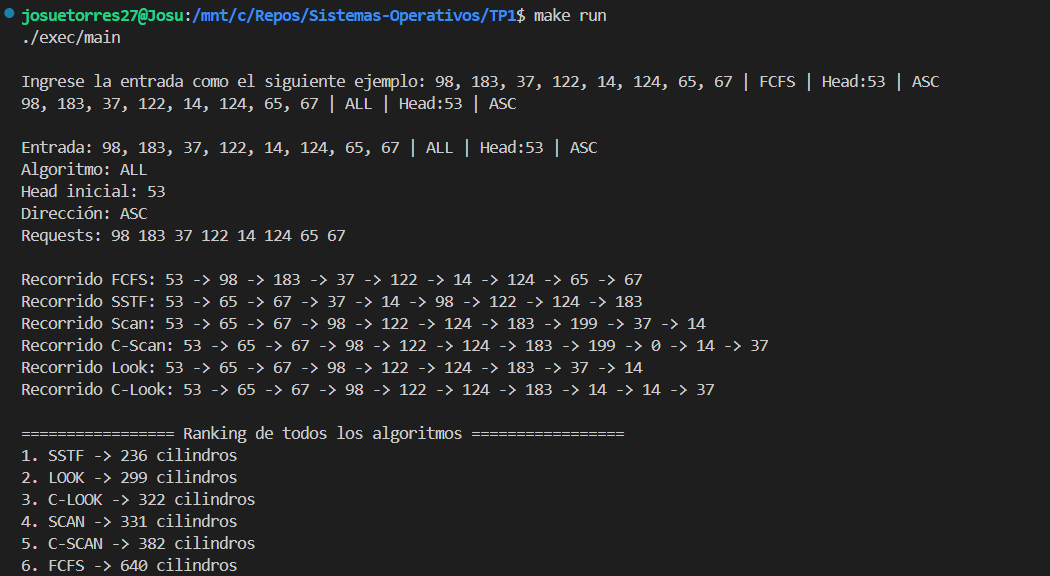 josuetorres27@Josu:/mnt/c/Repos/Sistemas-Operativos/TP1$ make run
./exec/main
Ingrese la entrada como el siguiente ejemplo: 98, 183, 37, 122, 14, 124, 65, 67 | FCFS | Head:53 | ASC
98, 183, 37, 122, 14, 124, 65, 67 | ALL | Head:53 | ASC
Entrada: 98, 183, 37, 122, 14, 124, 65, 67 | ALL | Head:53 | ASC
Algoritmo: ALL
Head inicial: 53
Dirección: ASC
Requests: 98 183 37 122 14 124 65 67
Recorrido FCFS: 53 -> 98 -> 183 -> 37 -> 122 -> 14 -> 124 -> 65 -> 67
Recorrido SSTF: 53 -> 65 -> 67 -> 37 -> 14 -> 98 -> 122 -> 124 -> 183
Recorrido Scan: 53 -> 65 -> 67 -> 98 -> 122 -> 124 -> 183 -> 199 -> 37 -> 14
Recorrido C-Scan: 53 -> 65 -> 67 -> 98 -> 122 -> 124 -> 183 -> 199 -> 0 -> 14 -> 37
Recorrido Look: 53 -> 65 -> 67 -> 98 -> 122 -> 124 -> 183 -> 37 -> 14
Recorrido C-Look: 53 -> 65 -> 67 -> 98 -> 122 -> 124 -> 183 -> 14 -> 14 -> 37
================= Ranking de todos los algoritmos =================
1. SSTF -> 236 cilindros
2. LOOK -> 299 cilindros
3. C-LOOK -> 322 cilindros
4. SCAN -> 331 cilindros
5. C-SCAN -> 382 cilindros
6. FCFS -> 640 cilindros